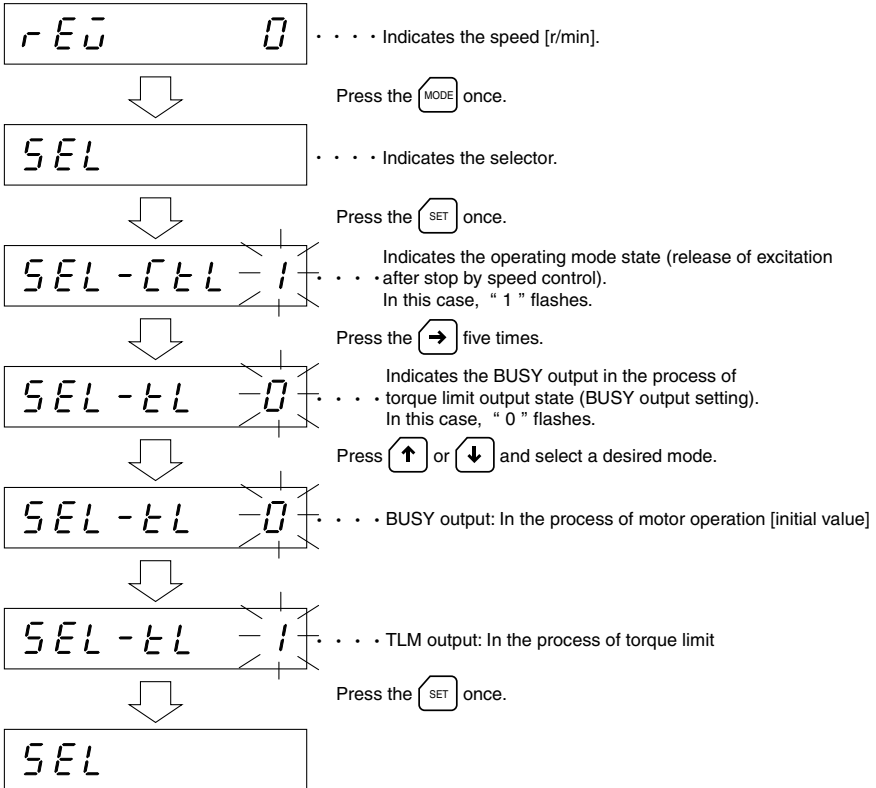 rEv 0
· · · · Indicates the speed [r/min].
Press the MODE once.
SEL
· · · · Indicates the selector.
Press the SET once.
SEL-CtL 1
Indicates the operating mode state (release of excitation
· · · · after stop by speed control).
In this case, “ 1 ” flashes.
Press the → five times.
SEL-tL 0
Indicates the BUSY output in the process of
· · · · torque limit output state (BUSY output setting).
In this case, “ 0 ” flashes.
Press ↑ or ↓ and select a desired mode.
SEL-tL 0
· · · · BUSY output: In the process of motor operation [initial value]
SEL-tL 1
· · · · TLM output: In the process of torque limit
Press the SET once.
SEL